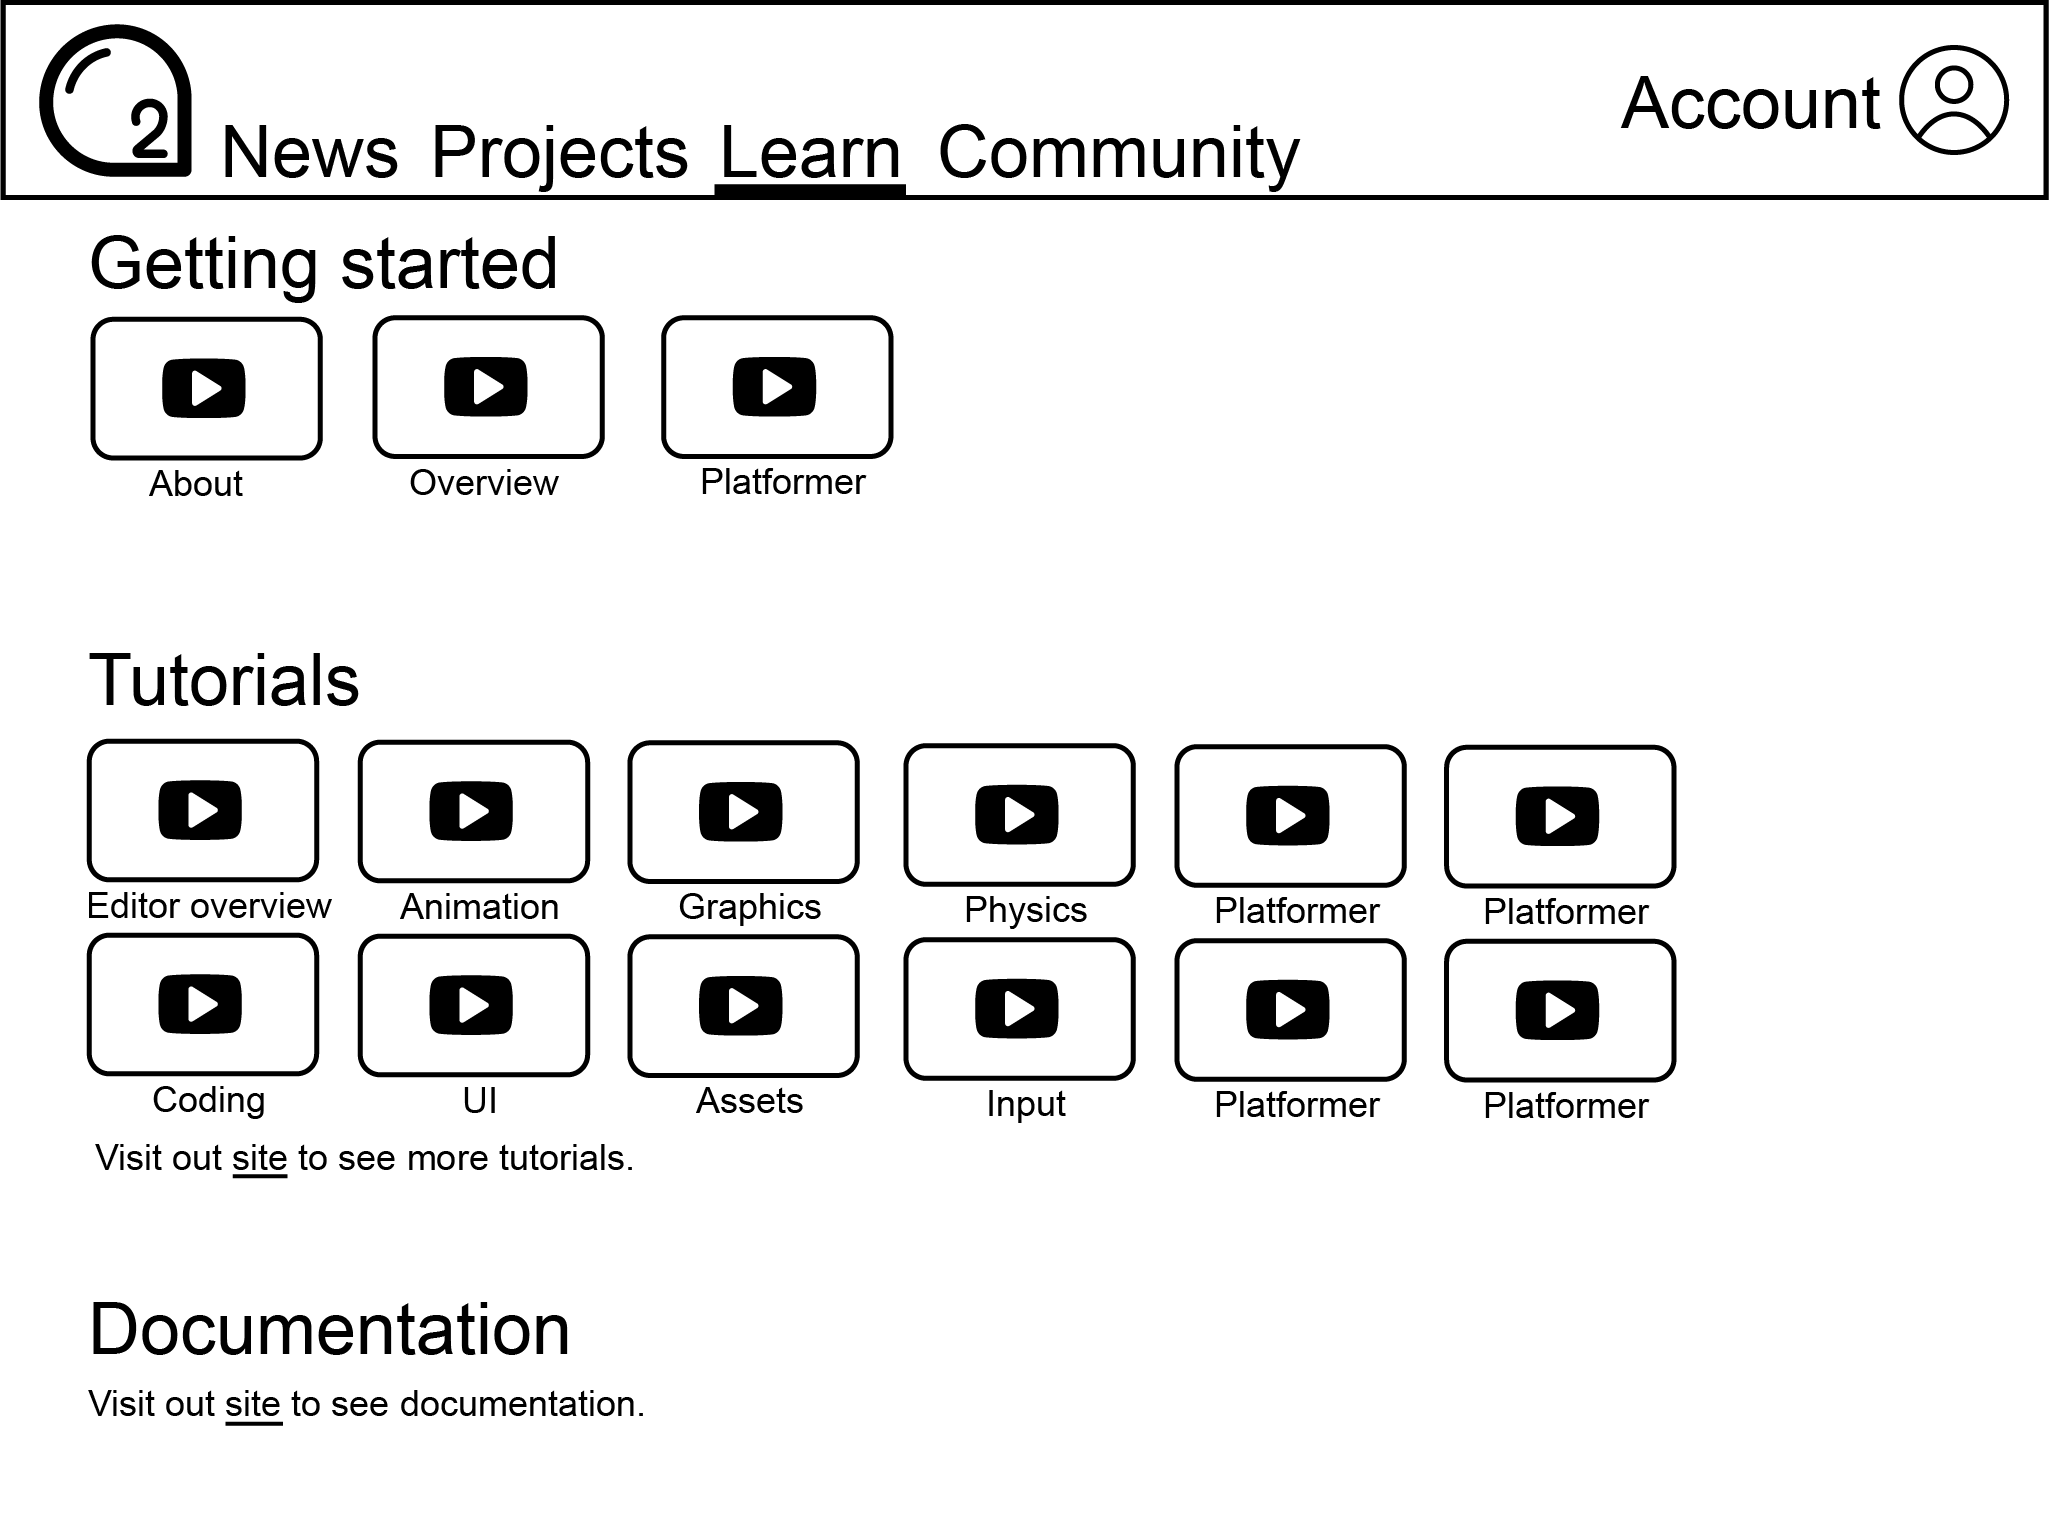 2
News Projects Learn Community
Account
Getting started
About Overview Platformer
Tutorials
Editor overview Animation Graphics Physics Platformer Platformer
Coding UI Assets Input Platformer Platformer
Visit out site to see more tutorials.
Documentation
Visit out site to see documentation.